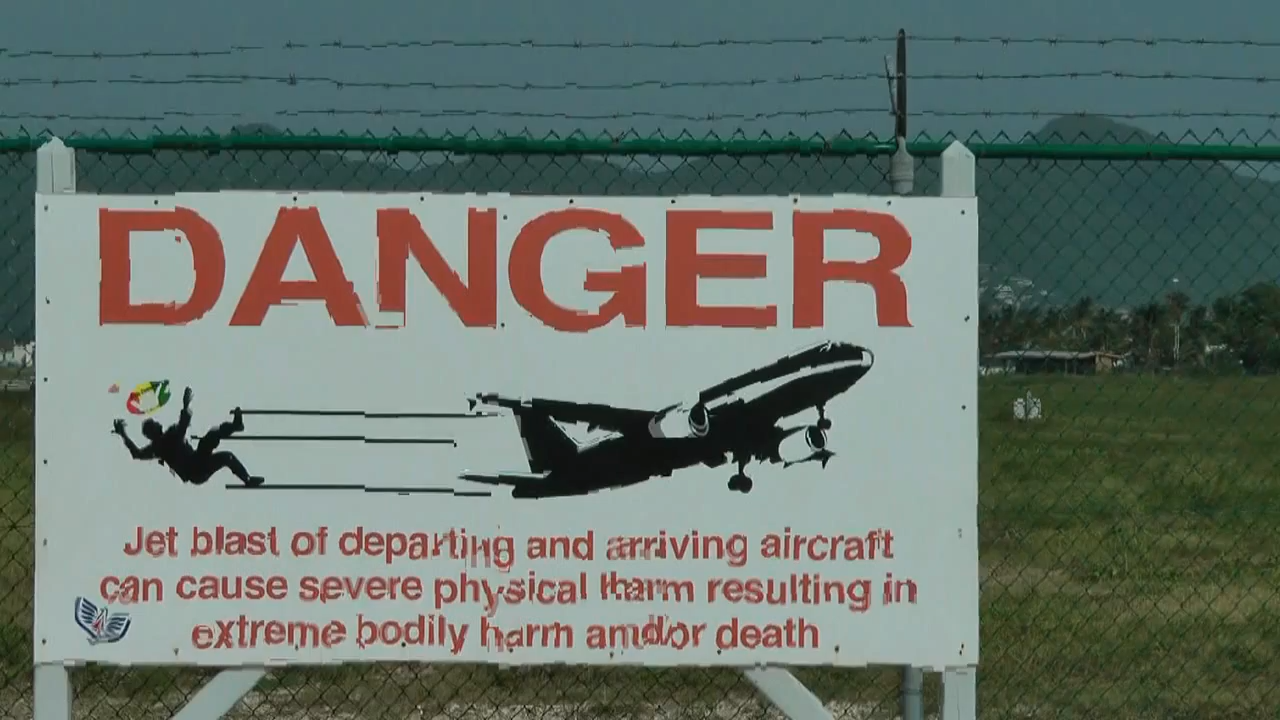 DANGER
Jet blast of departing and arriving aircraft
can cause severe physical harm resulting in
extreme bodily harm and/or death